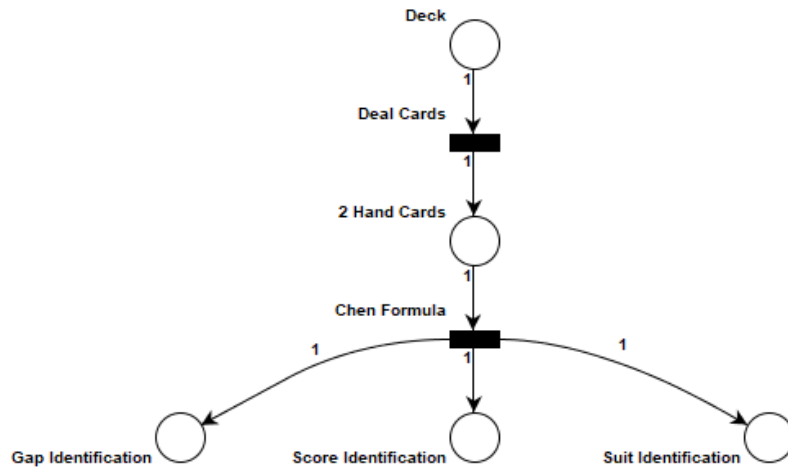 Deck
1
Deal Cards
1
2 Hand Cards
1
Chen Formula
1
1
1
Gap Identification
Score Identification
Suit Identification